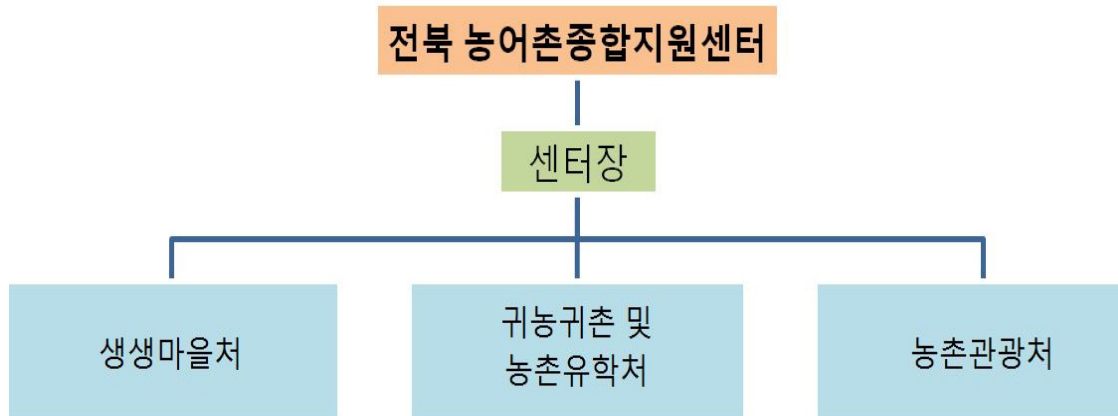 전북 농어촌종합지원센터
센터장
생생마을처
귀농귀촌 및
농촌유학처
농촌관광처